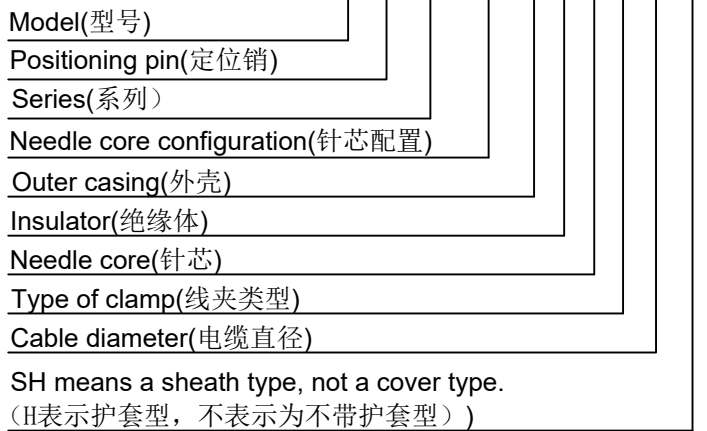 Model(型号)
Positioning pin(定位销)
Series(系列）
Needle core configuration(针芯配置)
Outer casing(外壳)
Insulator(绝缘体)
Needle core(针芯)
Type of clamp(线夹类型)
Cable diameter(电缆直径)
SH means a sheath type, not a cover type.
（H表示护套型，不表示为不带护套型）)